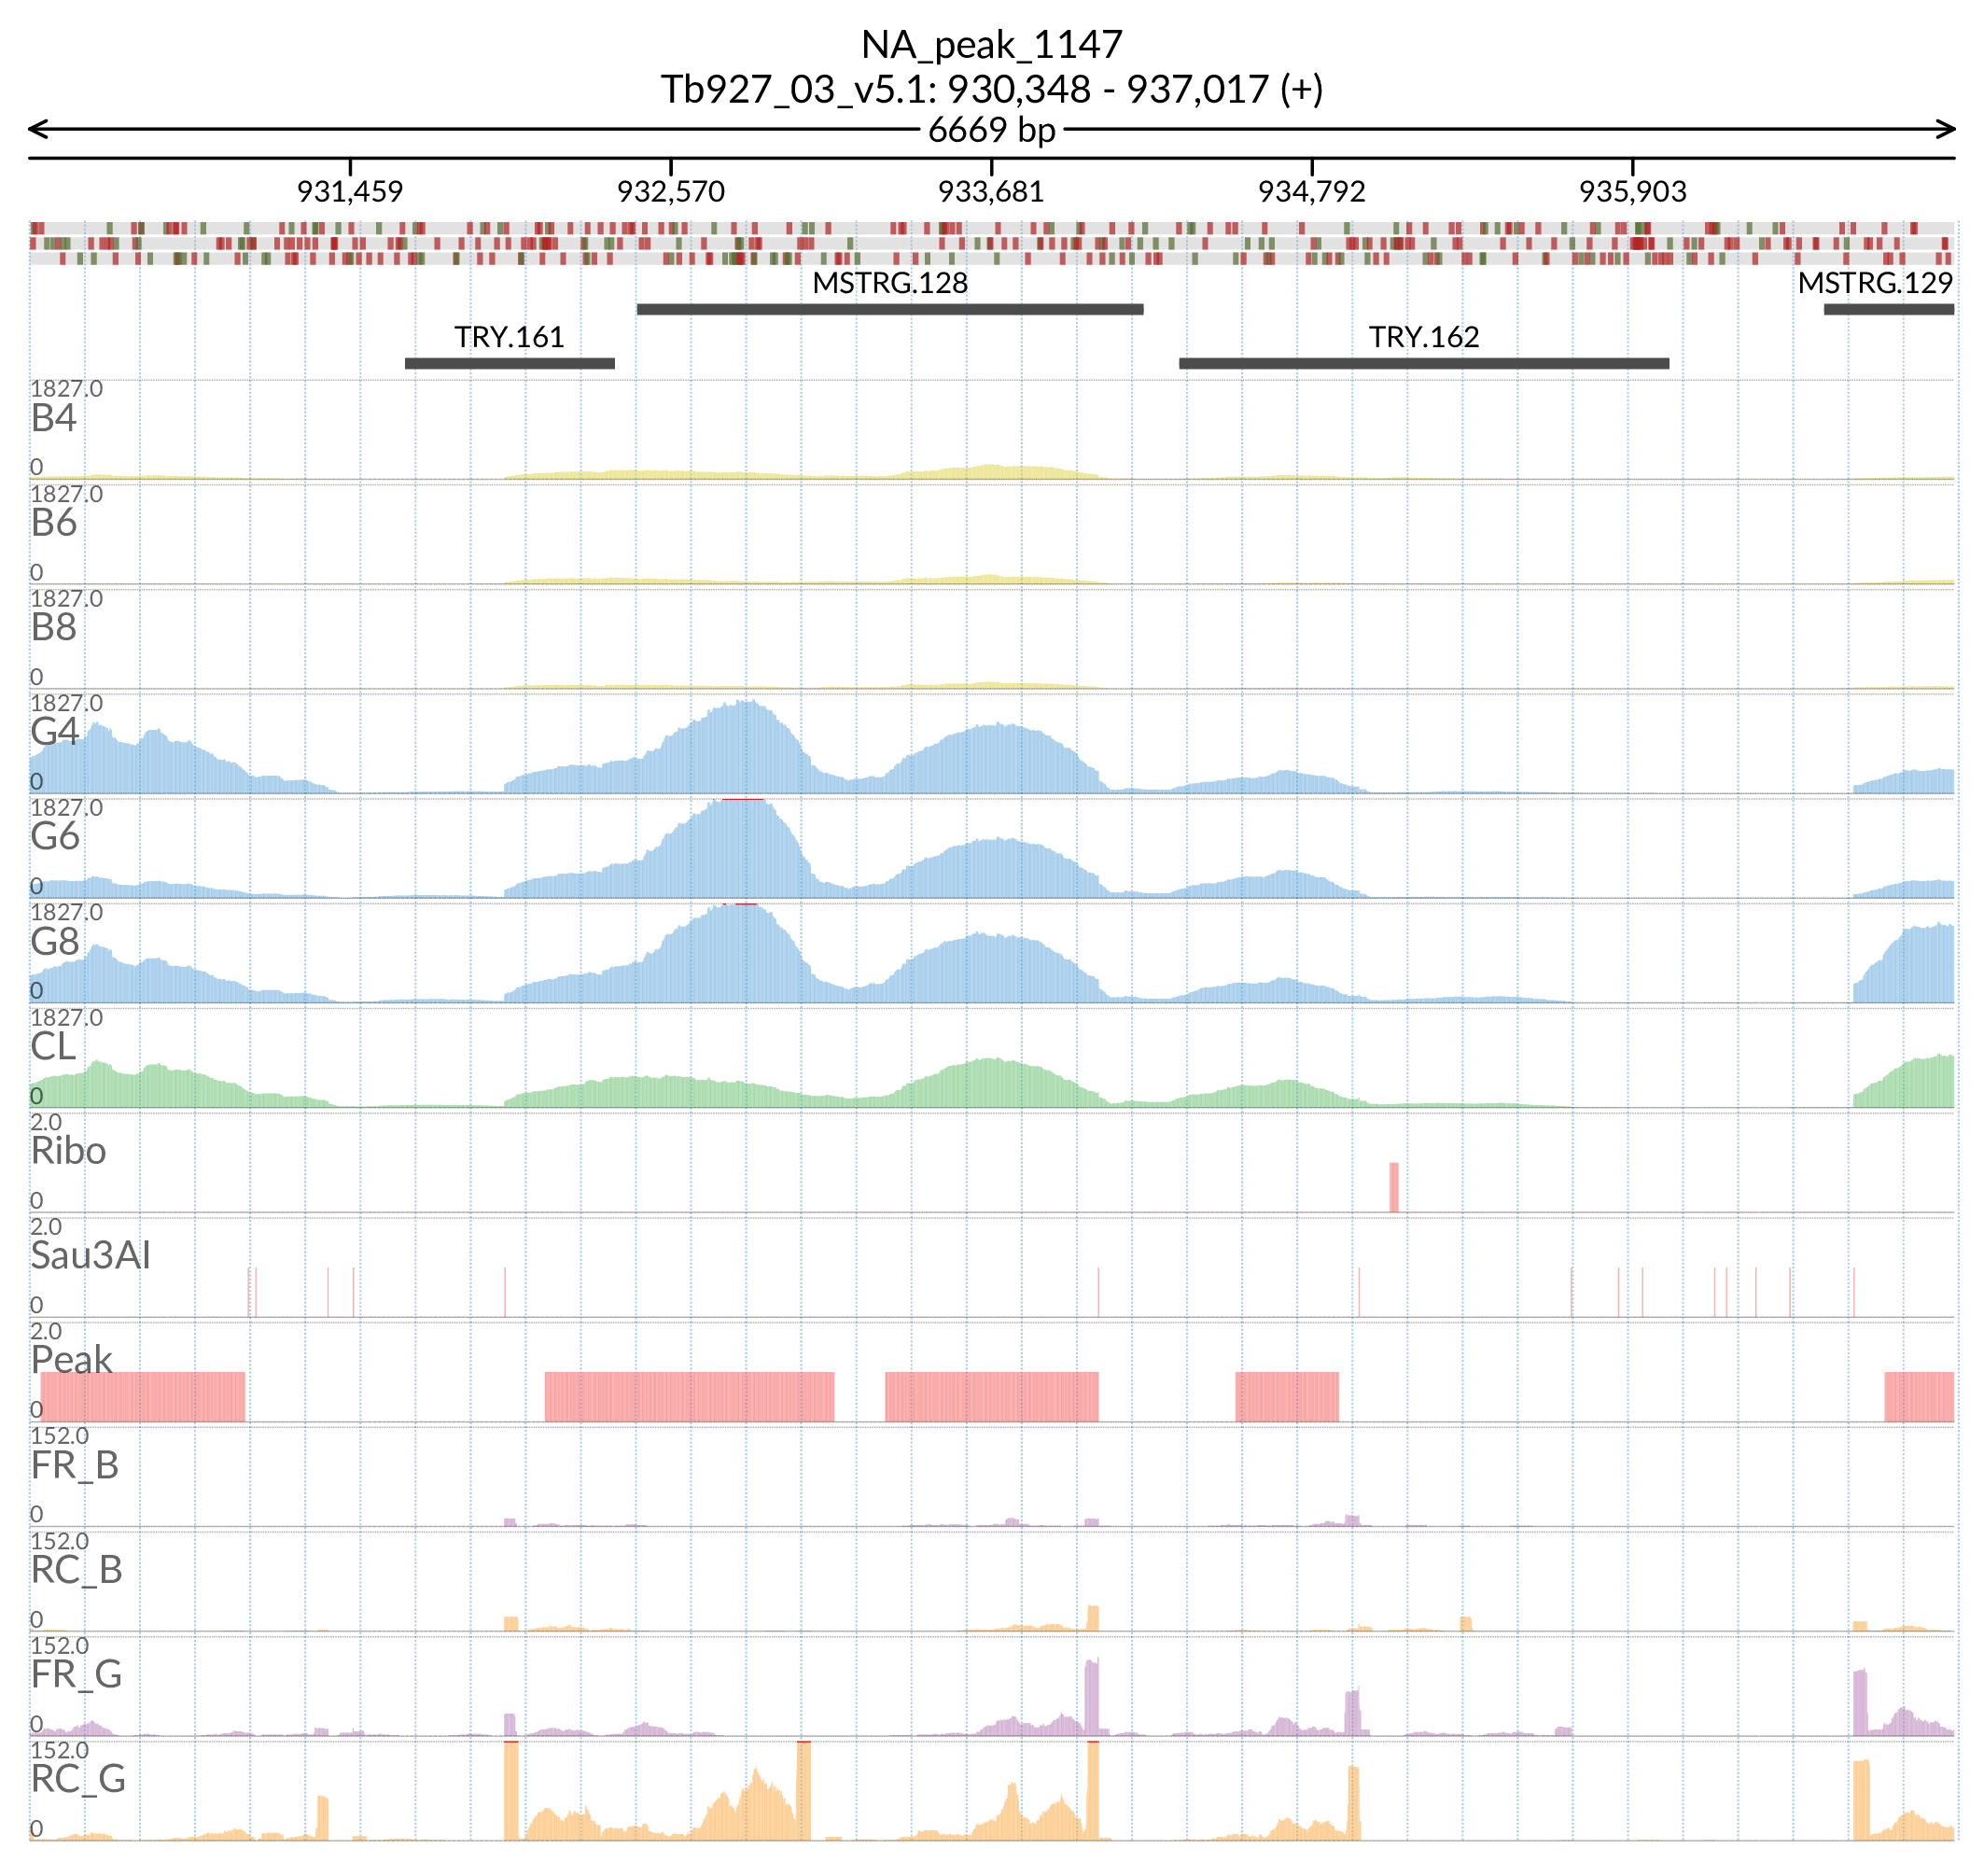 NA_peak_1147
Tb927_03_v5.1: 930,348 - 937,017 (+)
6669 bp
931,459 932,570 933,681 934,792 935,903
MSTRG.128 MSTRG.129
TRY.161 TRY.162
1827.0
B4
0
1827.0
B6
0
1827.0
B8
0
1827.0
G4
0
1827.0
G6
0
1827.0
G8
0
1827.0
CL
0
2.0
Ribo
0
2.0
Sau3AI
0
2.0
Peak
0
152.0
FR_B
0
152.0
RC_B
0
152.0
FR_G
0
152.0
RC_G
0